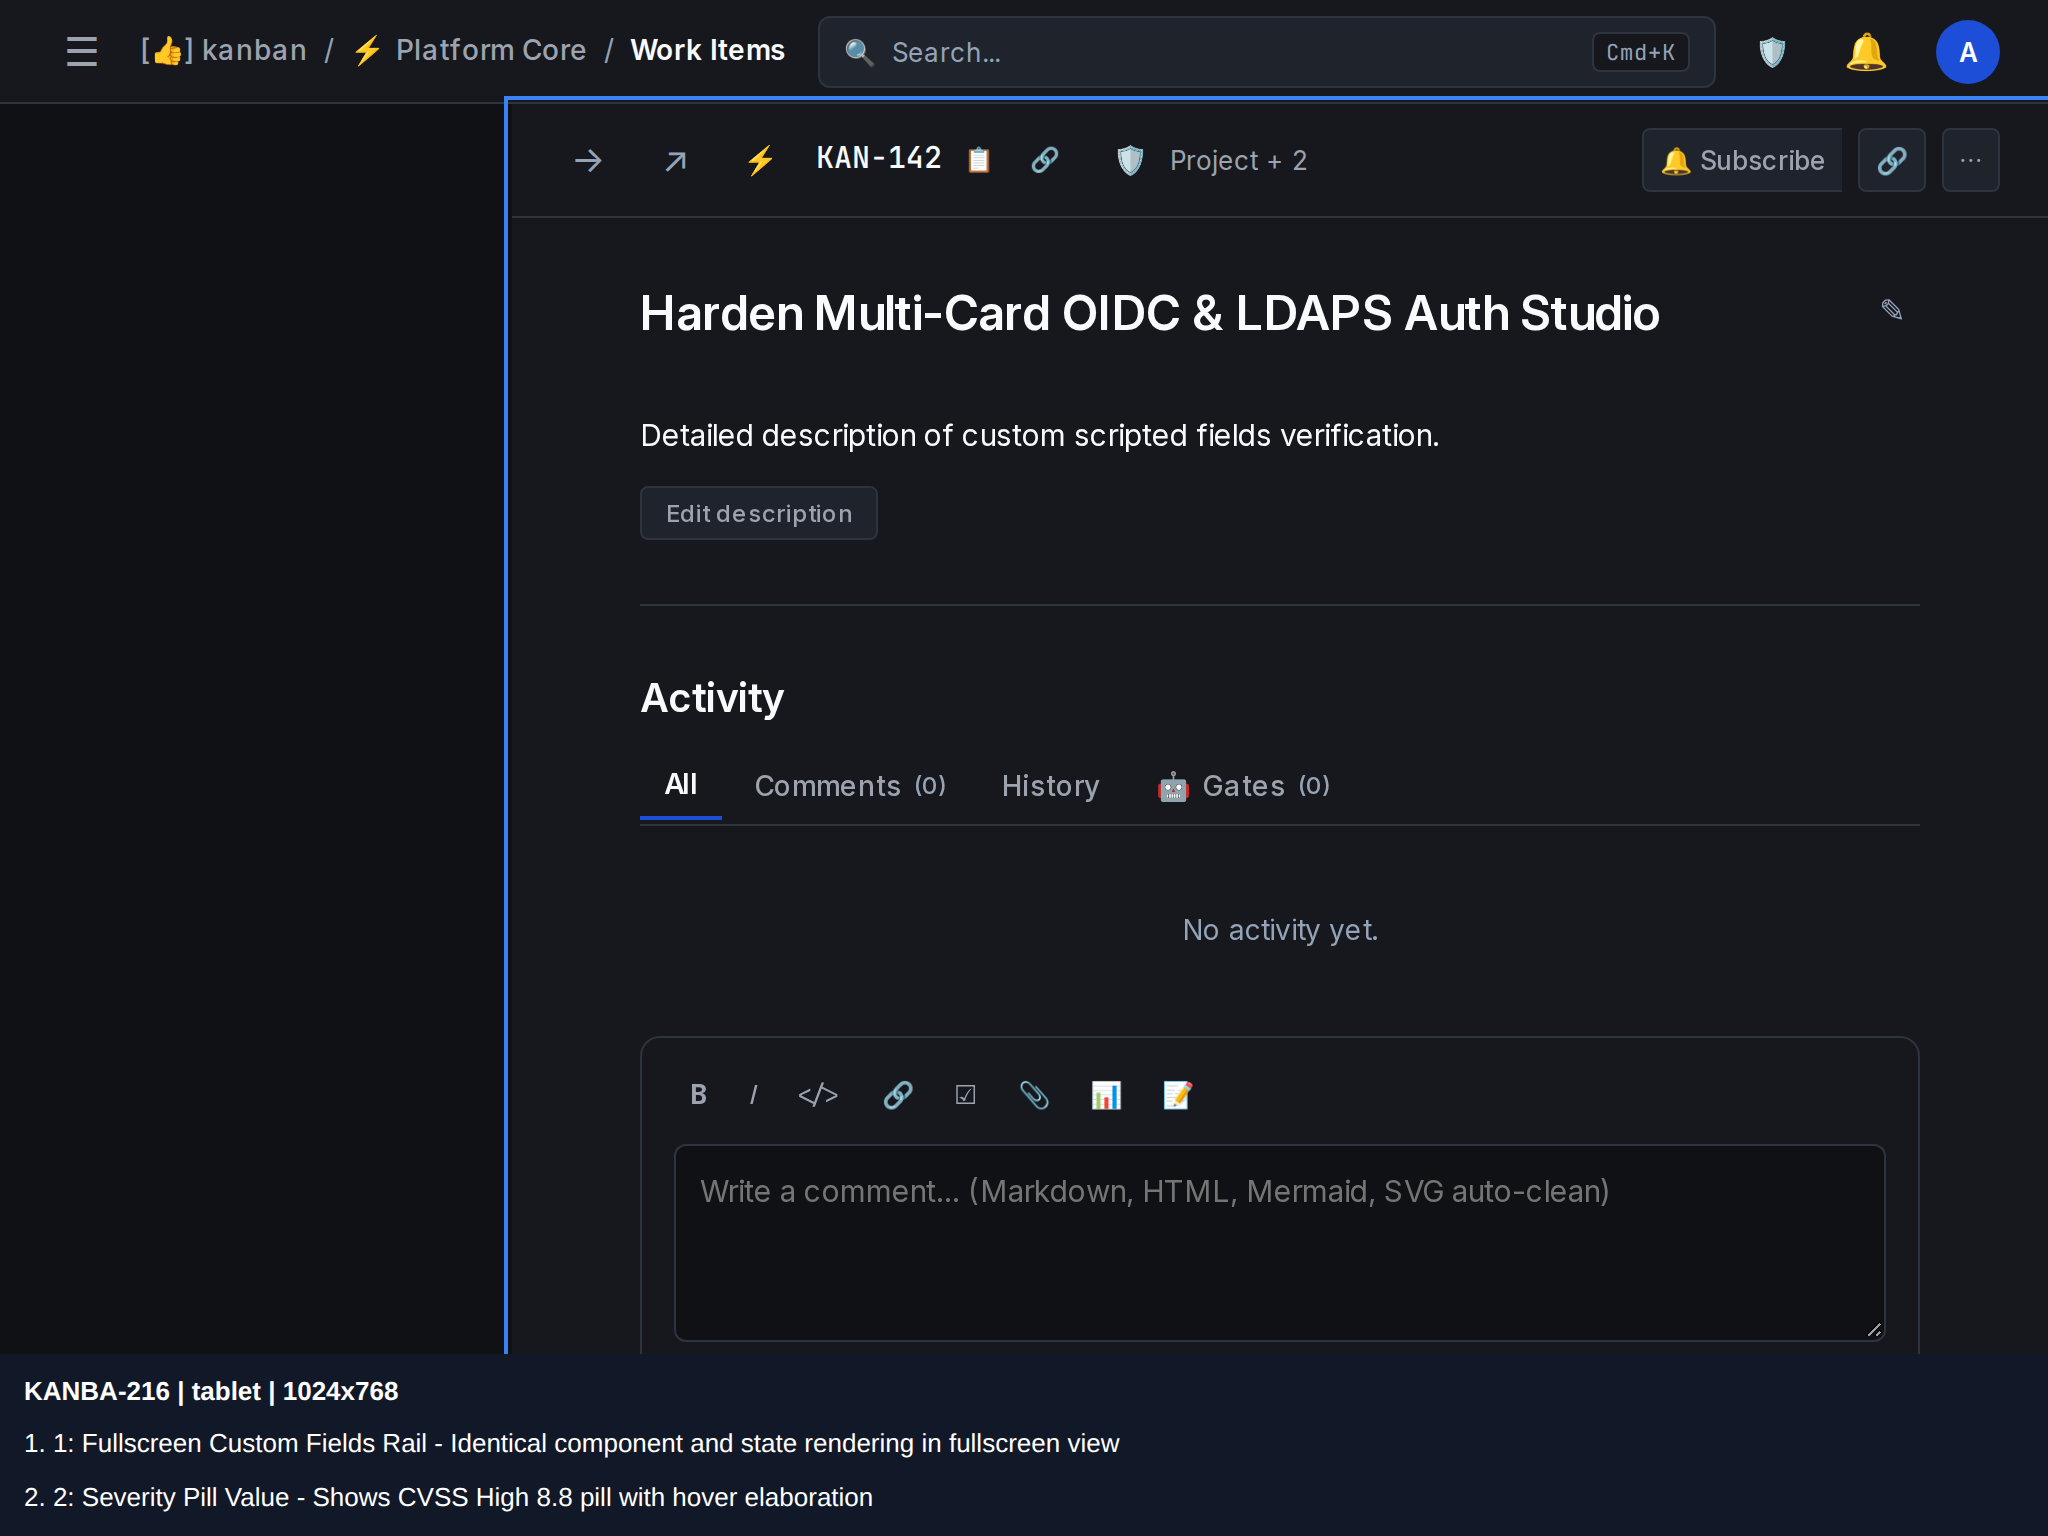 [👍] kanban / ⚡ Platform Core / Work Items
Search...
Cmd+K
A
KAN-142
Project + 2
Subscribe
Harden Multi-Card OIDC & LDAPS Auth Studio
Detailed description of custom scripted fields verification.
Edit description
Activity
All
Comments (0)
History
Gates (0)
No activity yet.
B I </>
Write a comment... (Markdown, HTML, Mermaid, SVG auto-clean)
KANBA-216 | tablet | 1024x768
1. 1: Fullscreen Custom Fields Rail - Identical component and state rendering in fullscreen view
2. 2: Severity Pill Value - Shows CVSS High 8.8 pill with hover elaboration